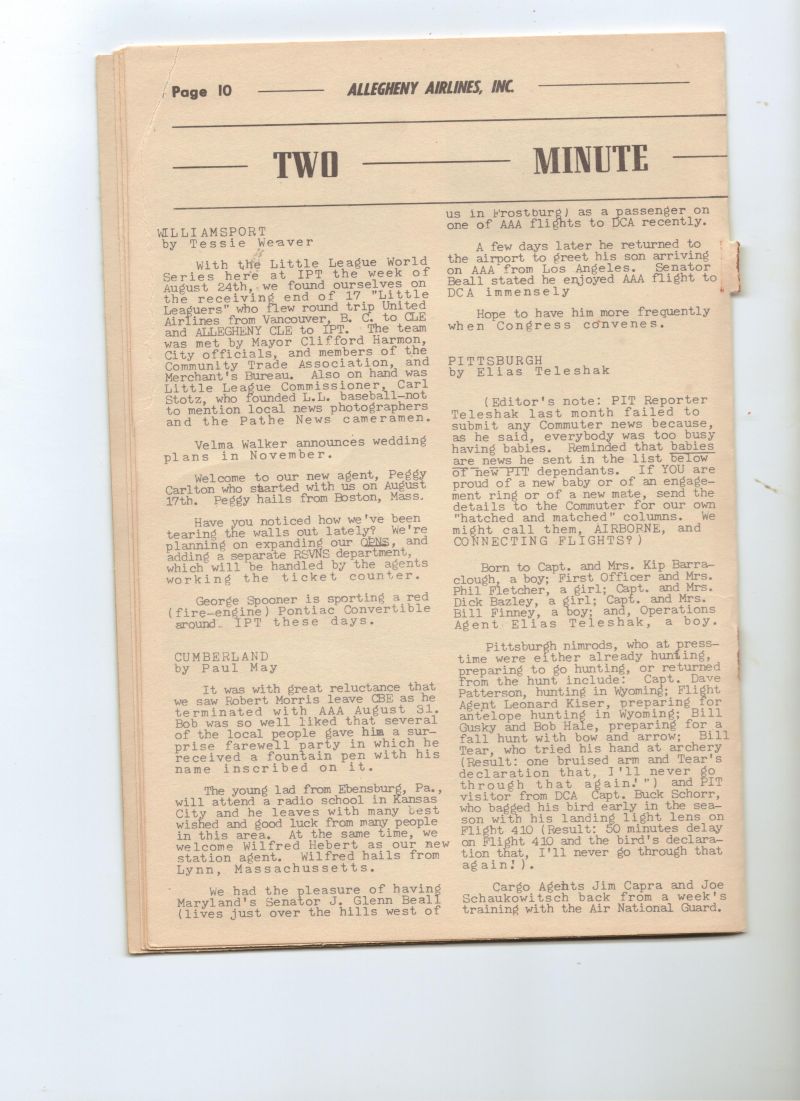 Page 10
ALLEGHENY AIRLINES, INC.
TWO MINUTE
WILLIAMSPORT
by Tessie Weaver
With the Little League World
Series here at IPT the week of
August 24th, we found ourselves on
the receiving end of 17 "Little
Leaguers" who flew round trip United
Airlines from Vancouver, B. C. to CLE
and ALLEGHENY CLE to IPT. The team
was met by Mayor Clifford Harmon,
City officials, and members of the
Community Trade Association, and
Merchant's Bureau. Also on hand was
Little League Commissioner, Carl
Stotz, who founded L.L. baseball-not
to mention local news photographers
and the Pathe News cameramen.
Velma Walker announces wedding
plans in November.
Welcome to our new agent, Peggy
Carlton who started with us on August
17th. Peggy hails from Boston, Mass.
Have you noticed how we've been
tearing the walls out lately? We're
planning on expanding our OPNS, and
adding a separate RSVNS department,
which will be handled by the agents
working the ticket counter.
George Spooner is sporting a red
(fire-engine) Pontiac Convertible
around IPT these days.
CUMBERLAND
by Paul May
It was with great reluctance that
we saw Robert Morris leave CBE as he
terminated with AAA August 31.
Bob was so well liked that several
of the local people gave him a sur-
prise farewell party in which he
received a fountain pen with his
name inscribed on it.
The young lad from Ebensburg, Pa.,
will attend a radio school in Kansas
City and he leaves with many best
wished and good luck from many people
in this area. At the same time, we
welcome Wilfred Hebert as our new
station agent. Wilfred hails from
Lynn, Massachussetts.
We had the pleasure of having
Maryland's Senator J. Glenn Beall
(lives just over the hills west of
us in Frostburg) as a passenger on
one of AAA flights to DCA recently.
A few days later he returned to
the airport to greet his son arriving
on AAA from Los Angeles. Senator
Beall stated he enjoyed AAA flight to
DCA immensely
Hope to have him more frequently
when Congress convenes.
PITTSBURGH
by Elias Teleshak
(Editor's note: PIT Reporter
Teleshak last month failed to
submit any Commuter news because,
as he said, everybody was too busy
having babies. Reminded that babies
are news he sent in the list below
of new PIT dependants. If YOU are
proud of a new baby or of an engage-
ment ring or of a new mate, send the
details to the Commuter for our own
"hatched and matched" columns. We
might call them, AIRBORNE, and
CONNECTING FLIGHTS?)
Born to Capt. and Mrs. Kip Barra-
clough, a boy; First Officer and Mrs.
Phil Fletcher, a girl; Capt. and Mrs.
Dick Bazley, a girl; Capt. and Mrs.
Bill Finney, a boy; and, Operations
Agent Elias Teleshak, a boy.
Pittsburgh nimrods, who at press-
time were either already hunting,
preparing to go hunting, or returned
from the hunt include: Capt. Dave
Patterson, hunting in Wyoming; Flight
Agent Leonard Kiser, preparing for
antelope hunting in Wyoming; Bill
Gusky and Bob Hale, preparing for a
fall hunt with bow and arrow; Bill
Tear, who tried his hand at archery
(Result: one bruised arm and Tear's
declaration that, I'll never go
through that again!") and PIT
visitor from DCA Capt. Buck Schorr,
who bagged his bird early in the sea-
son with his landing light lens on
Flight 410 (Result: 50 minutes delay
on Flight 410 and the bird's declara-
tion that, I'll never go through that
again!).
Cargo Agents Jim Capra and Joe
Schaukowitsch back from a week's
training with the Air National Guard.